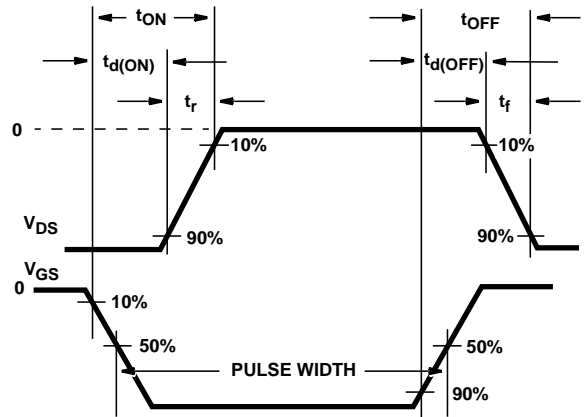 tON tOFF
td(ON) td(OFF)
tr tf
0
10% 10%
VDS 90% 90%
VGS
0
10%
50% PULSE WIDTH 50%
90%